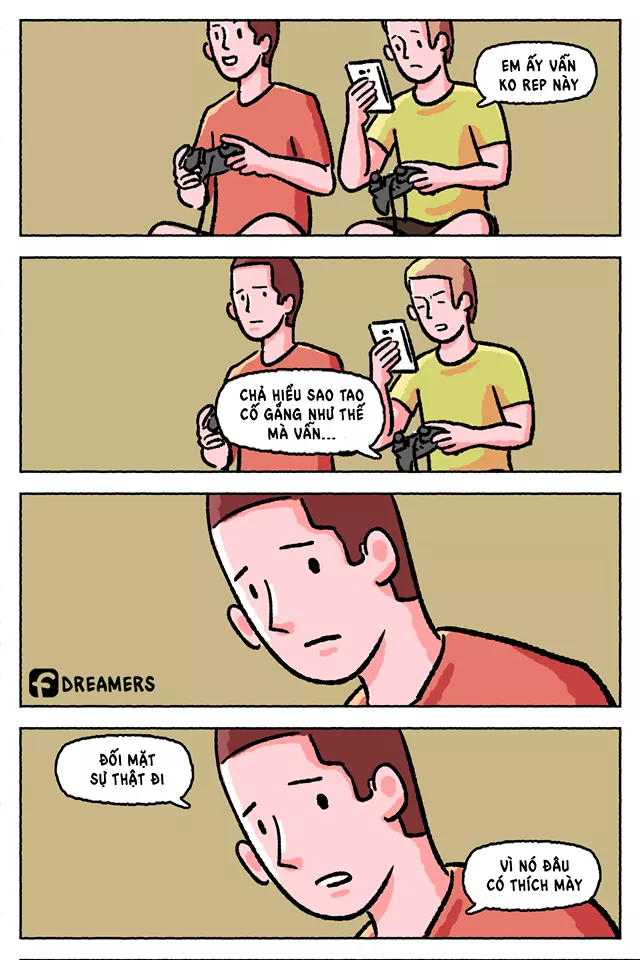 EM ẤY VẪN
KO REP NÀY
CHẢ HIỂU SAO TAO
CỐ GẮNG NHƯ THẾ
MÀ VẪN...
f DREAMERS
ĐỐI MẶT
SỰ THẬT ĐI
VÌ NÓ ĐÂU
CÓ THÍCH MÀY